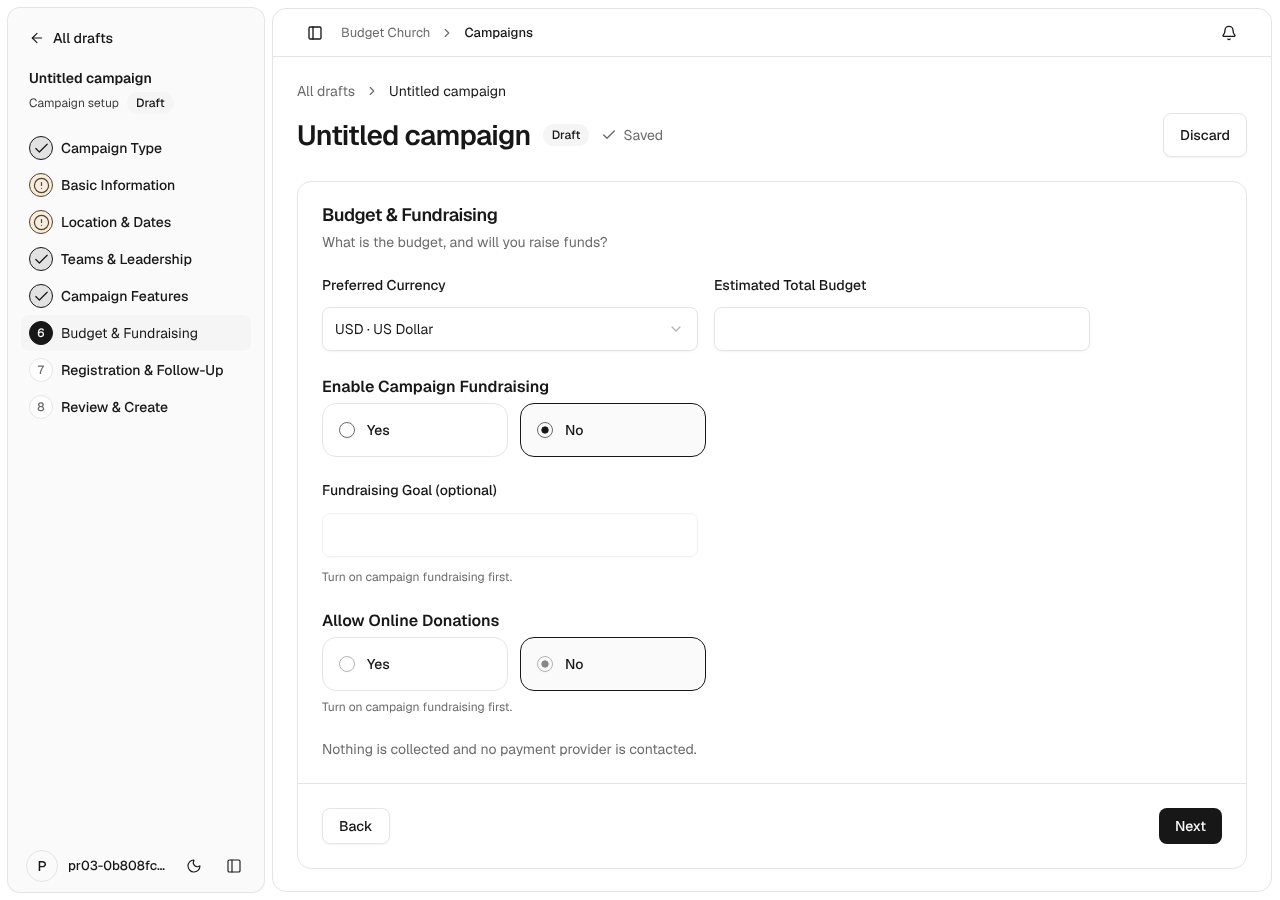 All drafts
Untitled campaign
Campaign setup Draft
Campaign Type
Basic Information
Location & Dates
Teams & Leadership
Campaign Features
6 Budget & Fundraising
7 Registration & Follow-Up
8 Review & Create
P pr03-0b808fc...
Budget Church > Campaigns
All drafts > Untitled campaign
Untitled campaign Draft Saved
Discard
Budget & Fundraising
What is the budget, and will you raise funds?
Preferred Currency Estimated Total Budget
USD · US Dollar
Enable Campaign Fundraising
Yes No
Fundraising Goal (optional)
Turn on campaign fundraising first.
Allow Online Donations
Yes No
Turn on campaign fundraising first.
Nothing is collected and no payment provider is contacted.
Back Next